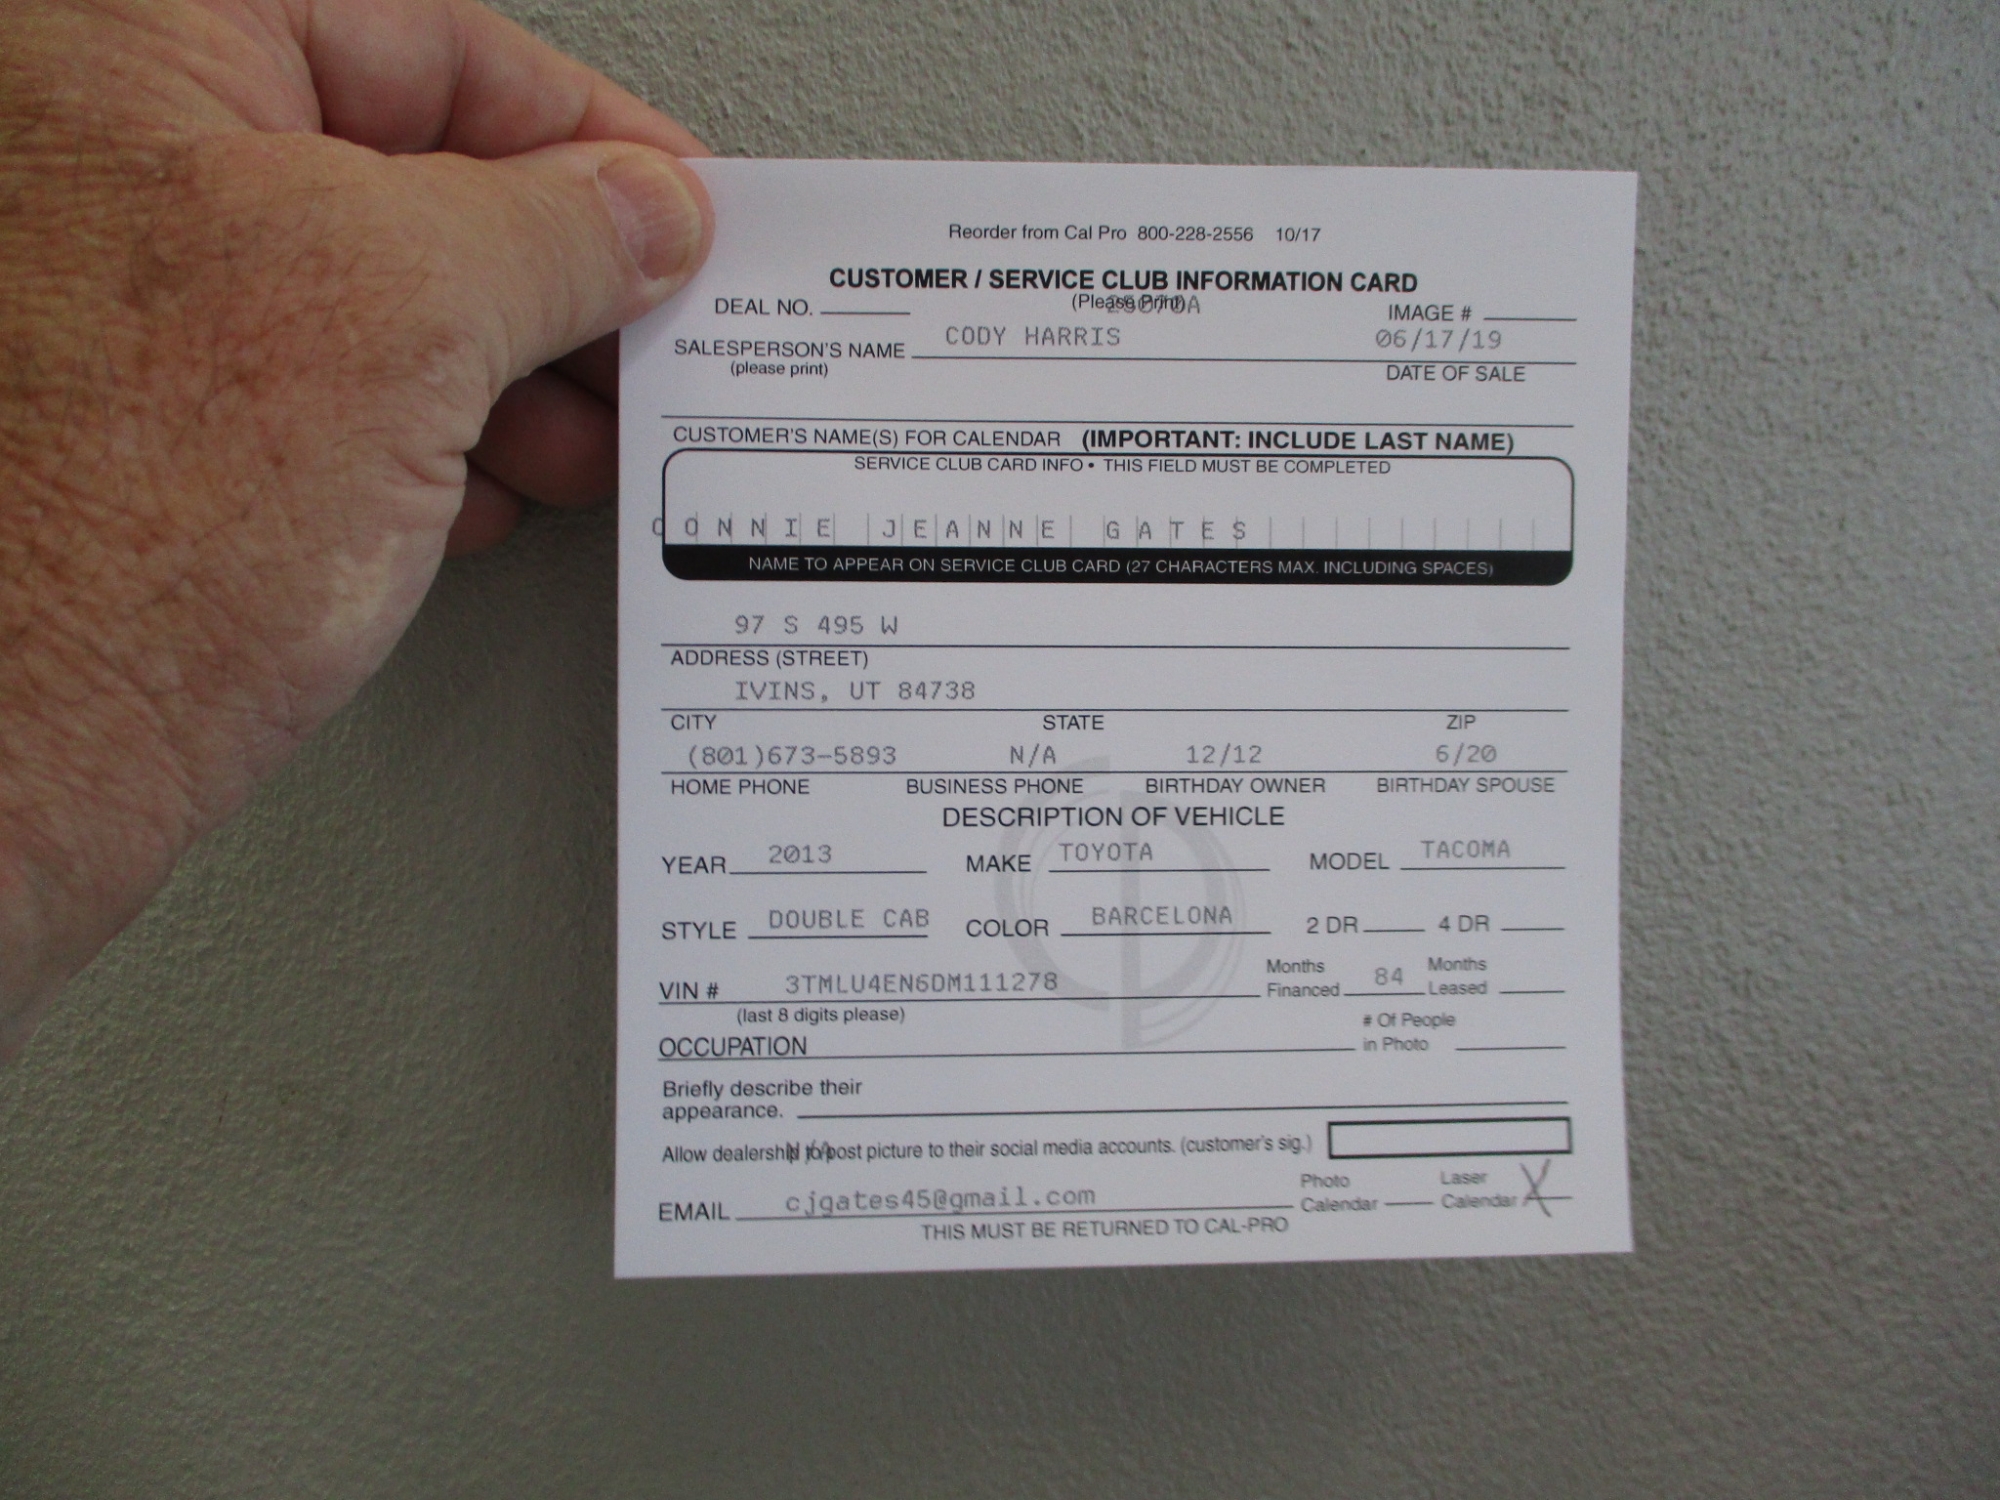 Reorder from Cal Pro 800-228-2556 10/17
CUSTOMER / SERVICE CLUB INFORMATION CARD
(Please Print)
DEAL NO. IMAGE #
CODY HARRIS 06/17/19
SALESPERSON'S NAME
(please print) DATE OF SALE
CUSTOMER'S NAME(S) FOR CALENDAR (IMPORTANT: INCLUDE LAST NAME)
SERVICE CLUB CARD INFO • THIS FIELD MUST BE COMPLETED
CONNIE JEANNE GATES
NAME TO APPEAR ON SERVICE CLUB CARD (27 CHARACTERS MAX. INCLUDING SPACES)
97 S 495 W
ADDRESS (STREET)
IVINS, UT 84738
CITY STATE ZIP
(801)673-5893 N/A 12/12 6/20
HOME PHONE BUSINESS PHONE BIRTHDAY OWNER BIRTHDAY SPOUSE
DESCRIPTION OF VEHICLE
YEAR 2013 MAKE TOYOTA MODEL TACOMA
STYLE DOUBLE CAB COLOR BARCELONA 2 DR 4 DR
VIN # 3TMLU4EN6DM111278 Months Financed 84 Months Leased
(last 8 digits please)
OCCUPATION # Of People in Photo
Briefly describe their
appearance.
Allow dealership to post picture to their social media accounts. (customer's sig.)
EMAIL cjgates45@gmail.com Photo Calendar Laser Calendar X
THIS MUST BE RETURNED TO CAL-PRO